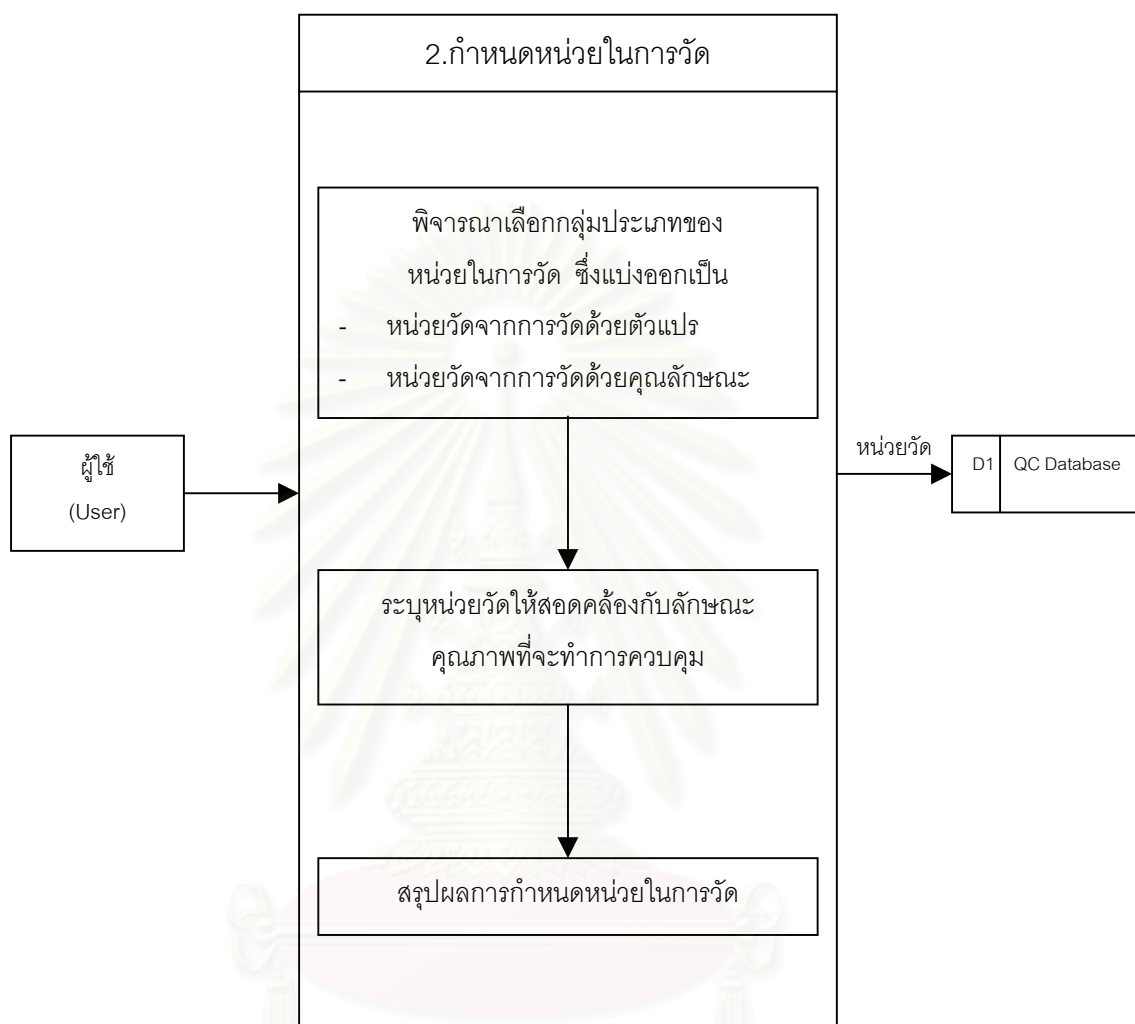 2.กำหนดหน่วยในการวัด
พิจารณาเลือกกลุ่มประเภทของ
หน่วยในการวัด ซึ่งแบ่งออกเป็น
- หน่วยวัดจากการวัดด้วยตัวแปร
- หน่วยวัดจากการวัดด้วยคุณลักษณะ
ผู้ใช้
(User)
หน่วยวัด
D1 QC Database
ระบุหน่วยวัดให้สอดคล้องกับลักษณะ
คุณภาพที่จะทำการควบคุม
สรุปผลการกำหนดหน่วยในการวัด